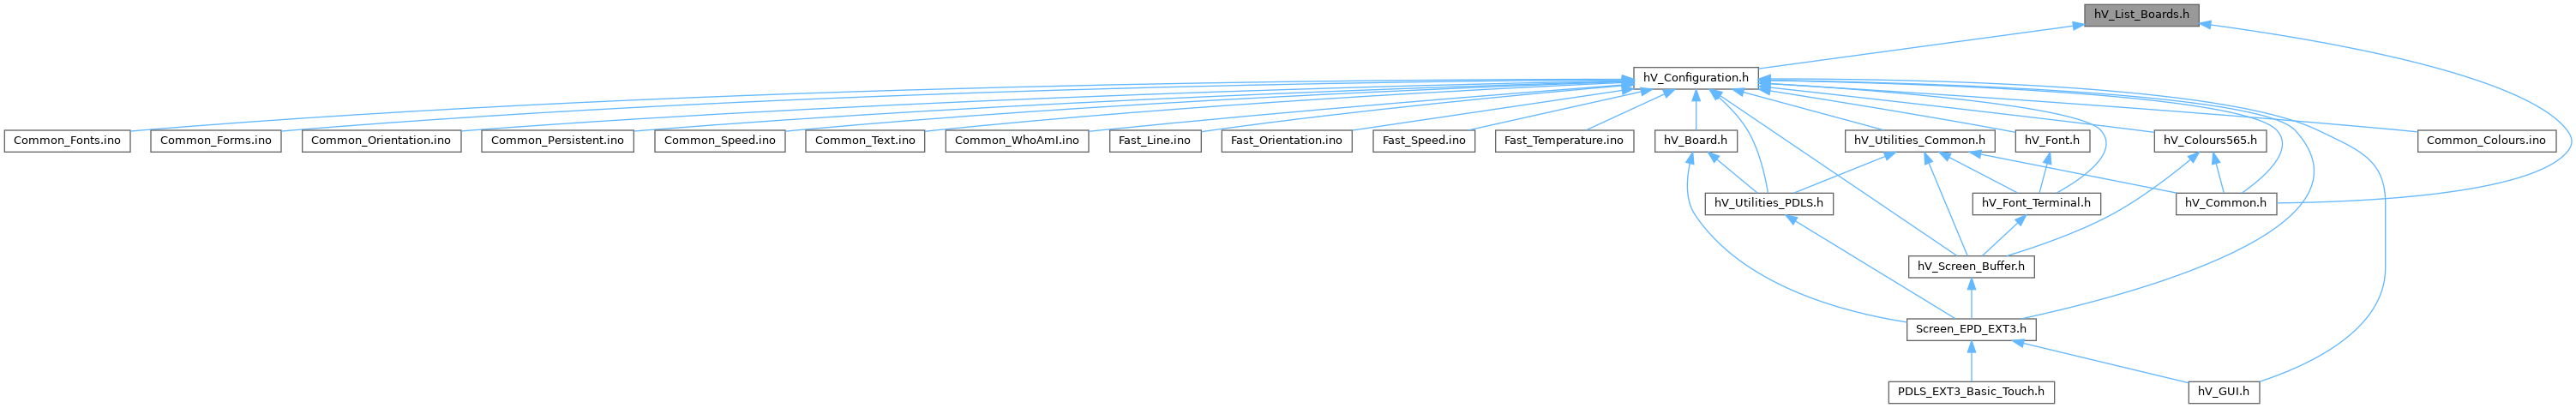 hV_List_Boards.h
hV_Configuration.h
Common_Fonts.ino
Common_Forms.ino
Common_Orientation.ino
Common_Persistent.ino
Common_Speed.ino
Common_Text.ino
Common_WhoAmI.ino
Fast_Line.ino
Fast_Orientation.ino
Fast_Speed.ino
Fast_Temperature.ino
hV_Board.h
hV_Utilities_Common.h
hV_Font.h
hV_Colours565.h
Common_Colours.ino
hV_Utilities_PDLS.h
hV_Font_Terminal.h
hV_Common.h
hV_Screen_Buffer.h
Screen_EPD_EXT3.h
PDLS_EXT3_Basic_Touch.h
hV_GUI.h